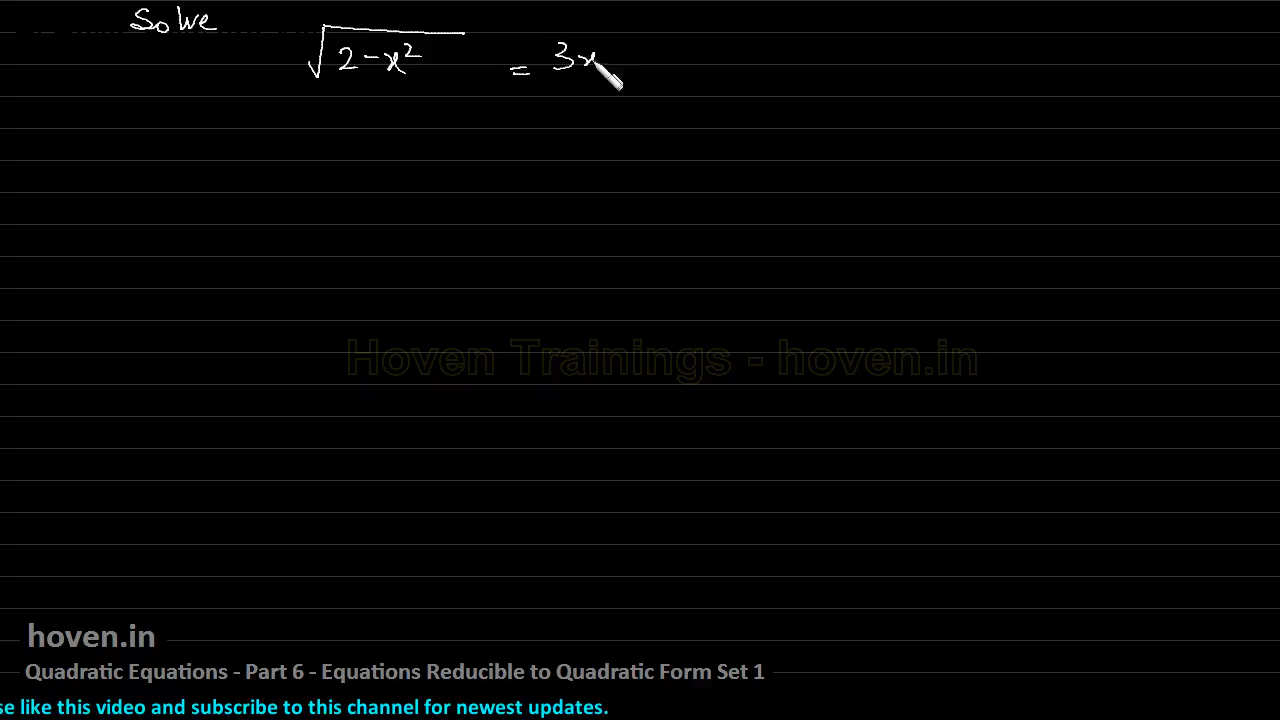 Solve
√2-x² = 3x
Hoven Trainings - hoven.in
hoven.in
Quadratic Equations - Part 6 - Equations Reducible to Quadratic Form Set 1
se like this video and subscribe to this channel for newest updates.